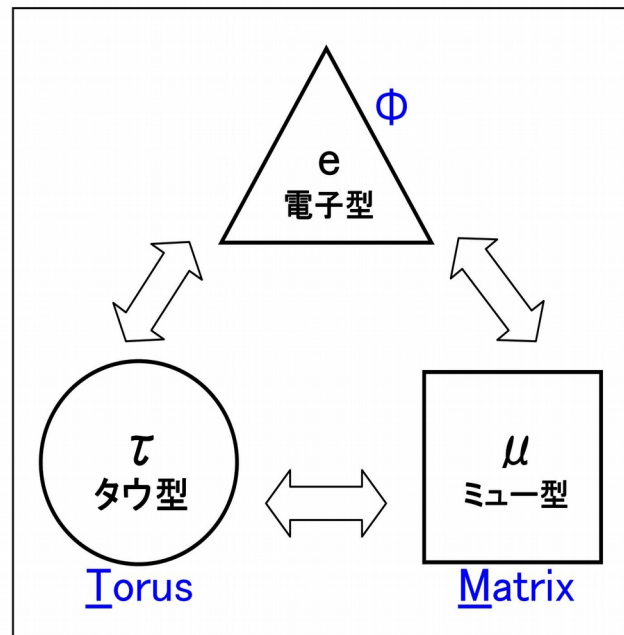 Φ
e
電子型
τ
タウ型
μ
ミュー型
Torus
Matrix